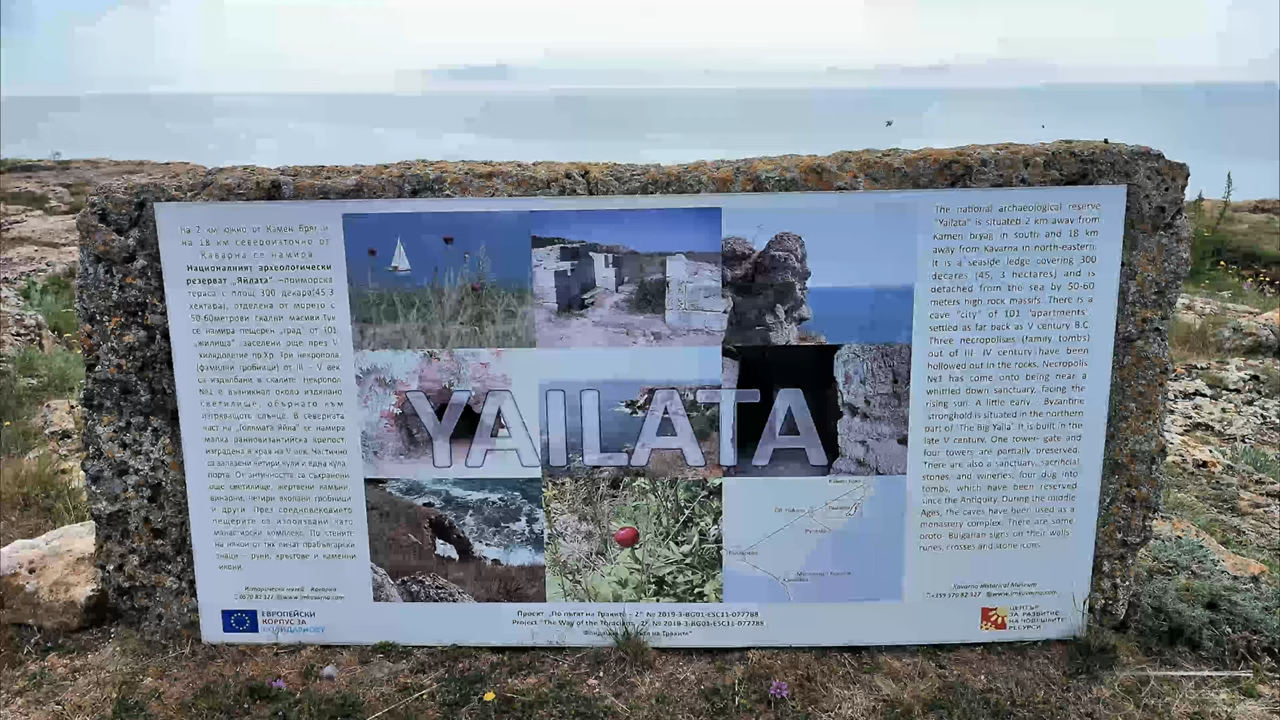 На 2 км южно от Камен бряг и
на 18 км североизточно от
Каварна се намира
Националният археологически
резерват „Яйлата" –приморска
тераса с площ 300 декара(45,3
хектара), отделена от морето с
50-60метрови скални масиви. Тук
се намира пещерен „град" от 101
„жилища" заселени още през V
хилядолетие пр.Хр. Три некропола
(фамилни гробници) от III – V век
са издълбани в скалите. Некропол
№1 е възникнал около издялано
светилище, обърнато към
изгряващото слънце. В северната
част на „Голямата Яйла" се намира
малка ранновизантийска крепост,
изградена в края на V век. Частично
са запазени четири кули и една кула-
порта. От античността са съхранени
още светилище, жертвени камъни,
винарни, четири вкопани гробници
и други. През средновековието
пещерите са използвани като
манастирски комплекс. По стените
на някои от тях личат прабългарски
знаци – руни, кръстове и каменни
икони.
Исторически музей Каварна
0570 82 127 www.imkavarna.com
YAILATA
The national archaeological reserve
"Yailata" is situated 2 km away from
Kamen bryag in south and 18 km
away from Kavarna in north-eastern.
It is a seaside ledge covering 300
decares (45, 3 hectares) and is
detached from the sea by 50-60
meters high rock massifs. There is a
cave "city" of 101 'apartments'
settled as far back as V century B.C.
Three necropolises (family tombs)
out of III- IV century have been
hollowed out in the rocks. Necropolis
№1 has come onto being near a
whittled down sanctuary, facing the
rising sun. A little early - Byzantine
stronghold is situated in the northern
part of "The Big Yaila". It is built in the
late V century. One tower- gate and
four towers are partially preserved.
There are also a sanctuary, sacrificial
stones, and wineries, four dug into
tombs, which have been reserved
since the Antiquity. During the middle
Ages, the caves have been used as a
monastery complex. There are some
proto- Bulgarian signs on their walls-
runes, crosses and stone icons.
Kavarna Historical Museum
+359 570 82 127 www.imkavarna.com
ЕВРОПЕЙСКИ
КОРПУС ЗА
СОЛИДАРНОСТ
Проект „По пътя на Траките - 2", № 2019-3-BG01-ESC11-077788
Project "The Way of the Thracians - 2", № 2019-3-BG01-ESC11-077788
ЦЕНТЪР
ЗА РАЗВИТИЕ
НА ЧОВЕШКИТЕ
РЕСУРСИ